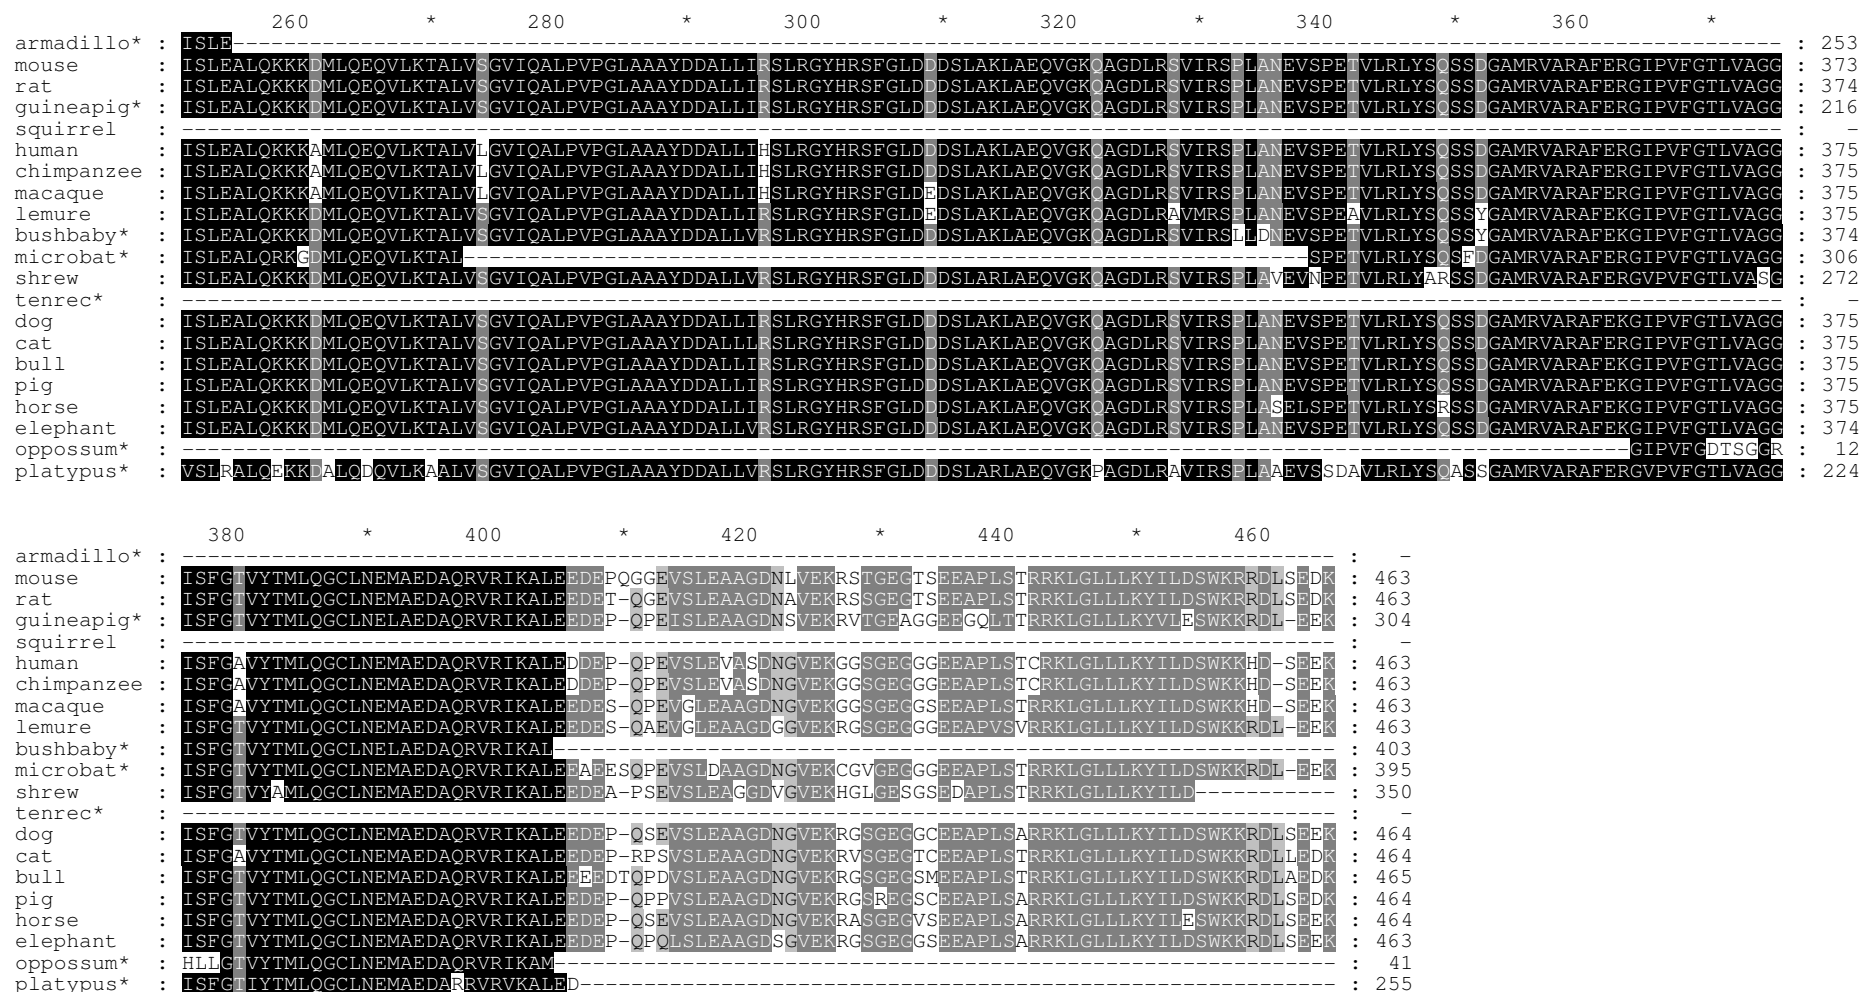 260 * 280 * 300 * 320 * 340 * 360 *
armadillo* : ISLE------------------------------------------------------------------------------------------------------------------------- : 253
mouse : ISLEALQKKKDMLQEQVLKTALVSGVIQALPVPGLAAAYDDALLIRSLRGYHRSFGLDDDSLAKLAEQVGKQAGDLRSVIRSPLANEVSPETVLRLYSQSSDGAMRVARAFERGIPVFGTLVAGG : 373
rat : ISLEALQKKKDMLQEQVLKTALVSGVIQALPVPGLAAAYDDALLIRSLRGYHRSFGLDDDSLAKLAEQVGKQAGDLRSVIRSPLANEVSPETVLRLYSQSSDGAMRVARAFERGIPVFGTLVAGG : 374
guineapig* : ISLEALQKKKDMLQEQVLKTALVSGVIQALPVPGLAAAYDDALLIRSLRGYHRSFGLDDDSLAKLAEQVGKQAGDLRSVIRSPLANEVSPETVLRLYSQSSDGAMRVARAFERGIPVFGTLVAGG : 216
squirrel : ----------------------------------------------------------------------------------------------------------------------------- : -
human : ISLEALQKKKAMLQEQVLKTALVLGVIQALPVPGLAAAYDDALLIHSLRGYHRSFGLDDDSLAKLAEQVGKQAGDLRSVIRSPLANEVSPETVLRLYSQSSDGAMRVARAFERGIPVFGTLVAGG : 375
chimpanzee : ISLEALQKKKAMLQEQVLKTALVLGVIQALPVPGLAAAYDDALLIHSLRGYHRSFGLDDDSLAKLAEQVGKQAGDLRSVIRSPLANEVSPETVLRLYSQSSDGAMRVARAFERGIPVFGTLVAGG : 375
macaque : ISLEALQKKKAMLQEQVLKTALVLGVIQALPVPGLAAAYDDALLIHSLRGYHRSFGLDEDSLAKLAEQVGKQAGDLRSVIRSPLANEVSPETVLRLYSQSSDGAMRVARAFERGIPVFGTLVAGG : 375
lemure : ISLEALQKKKDMLQEQVLKTALVSGVIQALPVPGLAAAYDDALLIRSLRGYHRSFGLDEDSLAKLAEQVGKQAGDLRAVMRSPLANEVSPEAVLRLYSQSSYGAMRVARAFEKGIPVFGTLVAGG : 375
bushbaby* : ISLEALQKKKDMLQEQVLKTALVSGVIQALPVPGLAAAYDDALLVRSLRGYHRSFGLDDDSLAKLAEQVGKQAGDLRSVIRSLLDNEVSPETVLRLYSQSSYGAMRVARAFERGIPVFGTLVAGG : 374
microbat* : ISLEALQRKGDMLQEQVLKTAL------------------------------------------------------------------SPETVLRLYSQSFDGAMRVARAFERGIPVFGTLVAGG : 306
shrew : ISLEALQKKKDMLQEQVLKTALVSGVIQALPVPGLAAAYDDALLIRSLRGYHRSFGLDDDSLAKLAEQVGKQAGDLRSVIRSPLAVEVNPETVLRLYARSSDGAMRVARAFERGVPVFGTLVASG : 272
tenrec* : ----------------------------------------------------------------------------------------------------------------------------- : -
dog : ISLEALQKKKDMLQEQVLKTALVSGVIQALPVPGLAAAYDDALLIRSLRGYHRSFGLDDDSLAKLAEQVGKQAGDLRSVIRSPLANEVSPETVLRLYSQSSDGAMRVARAFEKGIPVFGTLVAGG : 375
cat : ISLEALQKKKDMLQEQVLKTALVSGVIQALPVPGLAAAYDDALLLRSLRGYHRSFGLDDDSLAKLAEQVGKQAGDLRSVIRSPLANEVSPETVLRLYSQSSDGAMRVARAFEKGIPVFGTLVAGG : 375
bull : ISLEALQKKKDMLQEQVLKTALVSGVIQALPVPGLAAAYDDALLIRSLRGYHRSFGLDDDSLAKLAEQVGKQAGDLRSVIRSPLANEVSPETVLRLYSQSSDGAMRVARAFEKGIPVFGTLVAGG : 375
pig : ISLEALQKKKDMLQEQVLKTALVSGVIQALPVPGLAAAYDDALLIRSLRGYHRSFGLDDDSLAKLAEQVGKQAGDLRSVIRSPLANEVSPETVLRLYSQSSDGAMRVARAFEKGIPVFGTLVAGG : 375
horse : ISLEALQKKKDMLQEQVLKTALVSGVIQALPVPGLAAAYDDALLIRSLRGYHRSFGLDDDSLAKLAEQVGKQAGDLRSVIRSPLASELSPETVLRLYSRSSDGAMRVARAFEKGIPVFGTLVAGG : 375
elephant : ISLEALQKKKDMLQEQVLKTALVSGVIQALPVPGLAAAYDDALLVRSLRGYHRSFGLDDDSLAKLAEQVGKQAGDLRSVIRSPLANEVSPETVLRLYSQSSDGAMRVARAFEKGIPVFGTLVAGG : 374
oppossum* : -----------------------------------------------------------------------------------------------------------------GIPVFGDTSGGR : 12
platypus* : VSLRALQEKKDALQDQVLKAALVSGVIQALPVPGLAAAYDDALLVRSLRGYHRSFGLDDDSLARLAEQVGKPAGDLRAVIRSPLAAEVSSDAVLRLYSQASSGAMRVARAFERGVPVFGTLVAGG : 224
380 * 400 * 420 * 440 * 460
armadillo* : ------------------------------------------------------------------------------------------ : -
mouse : ISFGTVYTMLQGCLNEMAEDAQRVRIKALEEDEPQGGEVSLEAAGDNLVEKRSTGEGTSEEAPLSTRRKLGLLLKYILDSWKRRDLSEDK : 463
rat : ISFGTVYTMLQGCLNEMAEDAQRVRIKALEEDET-QGEVSLEAAGDNAVEKRSSGEGTSEEAPLSTRRKLGLLLKYILDSWKRRDLSEDK : 463
guineapig* : ISFGTVYTMLQGCLNELAEDAQRVRIKALEEDEP-QPEISLEAAGDNSVEKRVTGEAGGEEGQLTTRRKLGLLLKYVLESWKRRDL-EEK : 304
squirrel : ------------------------------------------------------------------------------------------ : -
human : ISFGAVYTMLQGCLNEMAEDAQRVRIKALEDDEP-QPEVSLEVASDNGVEKGGSGEGGGEEAPLSTCRKLGLLLKYILDSWKKHD-SEEK : 463
chimpanzee : ISFGAVYTMLQGCLNEMAEDAQRVRIKALEDDEP-QPEVSLEVASDNGVEKGGSGEGGGEEAPLSTCRKLGLLLKYILDSWKKHD-SEEK : 463
macaque : ISFGAVYTMLQGCLNEMAEDAQRVRIKALEEDES-QPEVGLEAAGDNGVEKGGSGEGGSEEAPLSTRRKLGLLLKYILDSWKKHD-SEEK : 463
lemure : ISFGTVYTMLQGCLNEMAEDAQRVRIKALEEDES-QAEVGLEAAGDGGVEKRGSGEGGGEEAPVSVRRKLGLLLKYILDSWKKRDL-EEK : 463
bushbaby* : ISFGTVYTMLQGCLNELAEDAQRVRIKAL------------------------------------------------------------- : 403
microbat* : ISFGTVYTMLQGCLNEMAEDAQRVRIKALEEAEESQPEVSLDAAGDNGVEKCGVGEGGGEEAPLSTRRKLGLLLKYILDSWKKRDL-EEK : 395
shrew : ISFGTVYAMLQGCLNEMAEDAQRVRIKALEEDEA-PSEVSLEAGGDVGVEKHGLGESGSEDAPLSTRRKLGLLLKYILD----------- : 350
tenrec* : ------------------------------------------------------------------------------------------ : -
dog : ISFGTVYTMLQGCLNEMAEDAQRVRIKALEEDEP-QSEVSLEAAGDNGVEKRGSGEGGCEEAPLSARRKLGLLLKYILDSWKKRDLSEEK : 464
cat : ISFGAVYTMLQGCLNEMAEDAQRVRIKALEEDEP-RPSVSLEAAGDNGVEKRVSGEGTCEEAPLSTRRKLGLLLKYILDSWKKRDLLEDK : 464
bull : ISFGTVYTMLQGCLNEMAEDAQRVRIKALEEEEDTQPDVSLEAAGDNGVEKRGSGEGSMEEAPLSTRRKLGLLLKYILDSWKKRDLAEDK : 465
pig : ISFGTVYTMLQGCLNEMAEDAQRVRIKALEEDEP-QPPVSLEAAGDNGVEKRGSREGSCEEAPLSARRKLGLLLKYILDSWKKRDLSEDK : 464
horse : ISFGTVYTMLQGCLNEMAEDAQRVRIKALEEDEP-QSEVSLEAAGDNGVEKRASGEGVSEEAPLSARRKLGLLLKYILESWKKRDLSEEK : 464
elephant : ISFGTVYTMLQGCLNEMAEDAQRVRIKALEEDEP-QPQLSLEAAGDSGVEKRGSGEGGSEEAPLSARRKLGLLLKYILDSWKKRDLSEEK : 463
oppossum* : HLLGTVYTMLQGCLNEMAEDAQRVRIKAM------------------------------------------------------------- : 41
platypus* : ISFGTIYTMLQGCLNEMAEDARRVRVKALED----------------------------------------------------------- : 255